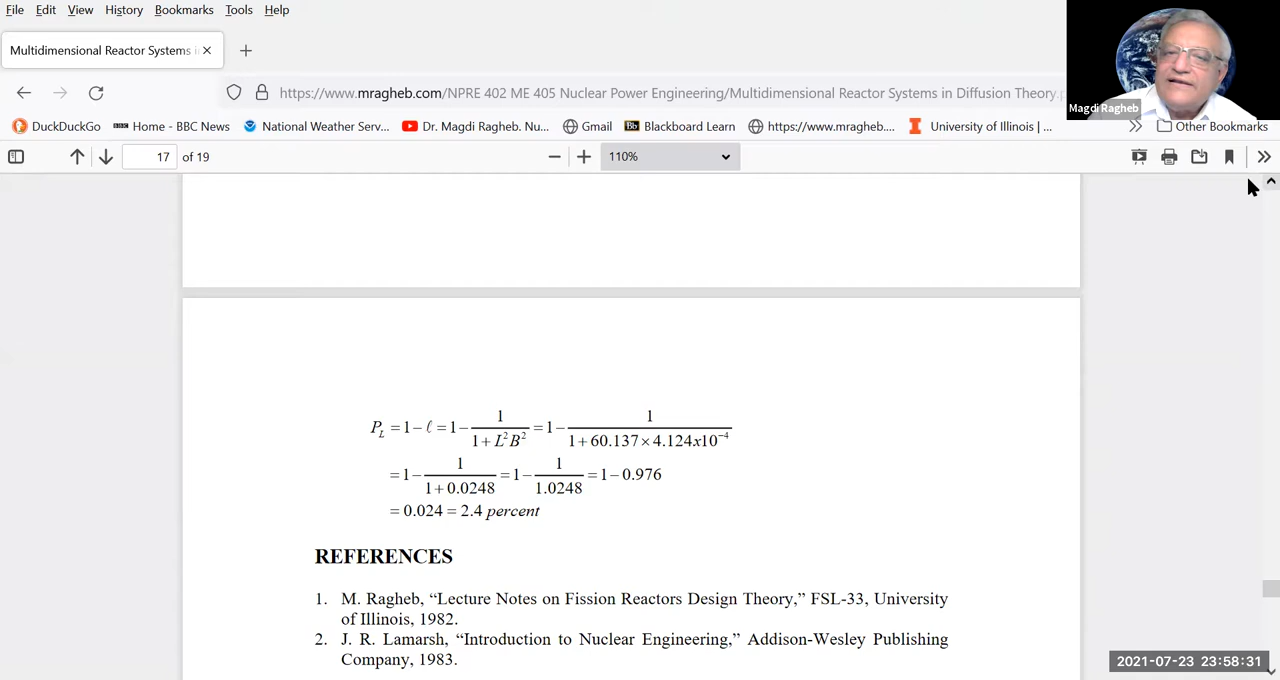 File Edit View History Bookmarks Tools Help
Multidimensional Reactor Systems i
https://www.mragheb.com/NPRE 402 ME 405 Nuclear Power Engineering/Multidimensional Reactor Systems in Diffusion Theory.p
Magdi Ragheb
DuckDuckGo Home - BBC News National Weather Serv... Dr. Magdi Ragheb. Nu... Gmail Blackboard Learn https://www.mragheb.... University of Illinois |... Other Bookmarks
17 of 19 110%
P_L = 1 − ℓ = 1 − 1/(1 + L²B²) = 1 − 1/(1 + 60.137 × 4.124x10⁻⁴)
= 1 − 1/(1 + 0.0248) = 1 − 1/1.0248 = 1 − 0.976
= 0.024 = 2.4 percent
REFERENCES
1. M. Ragheb, “Lecture Notes on Fission Reactors Design Theory,” FSL-33, University
of Illinois, 1982.
2. J. R. Lamarsh, “Introduction to Nuclear Engineering,” Addison-Wesley Publishing
Company, 1983.
2021-07-23 23:58:31